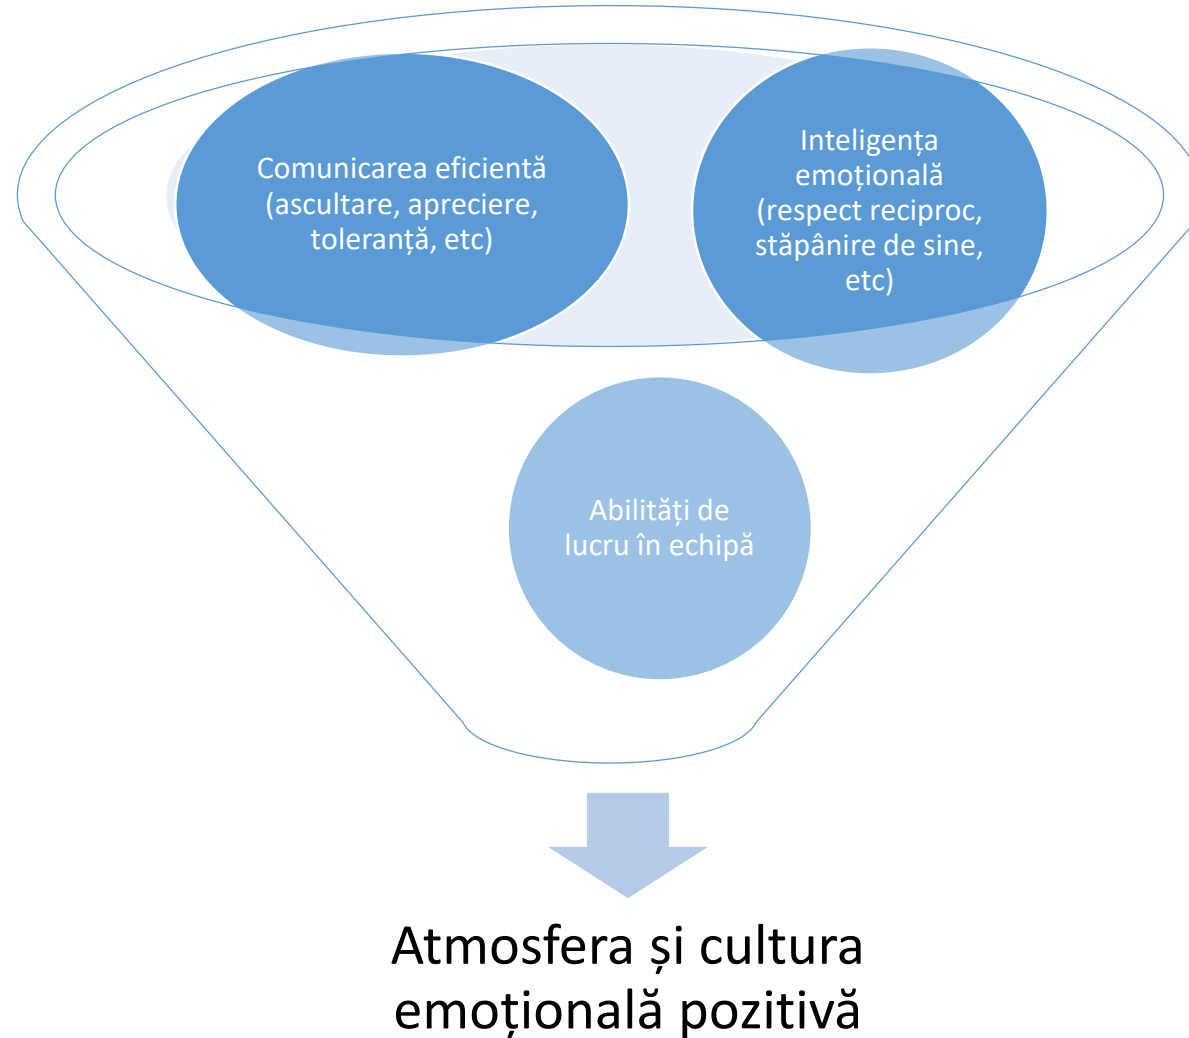 Comunicarea eficientă
(ascultare, apreciere,
toleranță, etc)
Inteligența
emoțională
(respect reciproc,
stăpânire de sine,
etc)
Abilități de
lucru în echipă
Atmosfera și cultura
emoțională pozitivă